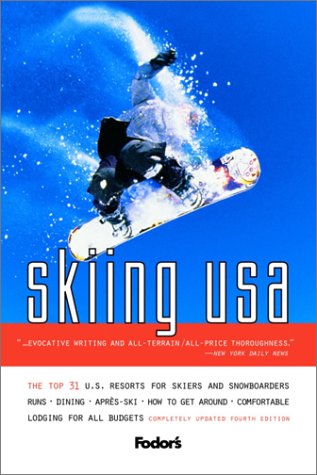 skiing usa
"...EVOCATIVE WRITING AND ALL-TERRAIN/ALL-PRICE THOROUGHNESS."
—NEW YORK DAILY NEWS
THE TOP 31 U.S. RESORTS FOR SKIERS AND SNOWBOARDERS
RUNS · DINING · APRÈS-SKI · HOW TO GET AROUND · COMFORTABLE
LODGING FOR ALL BUDGETS COMPLETELY UPDATED FOURTH EDITION
Fodor's